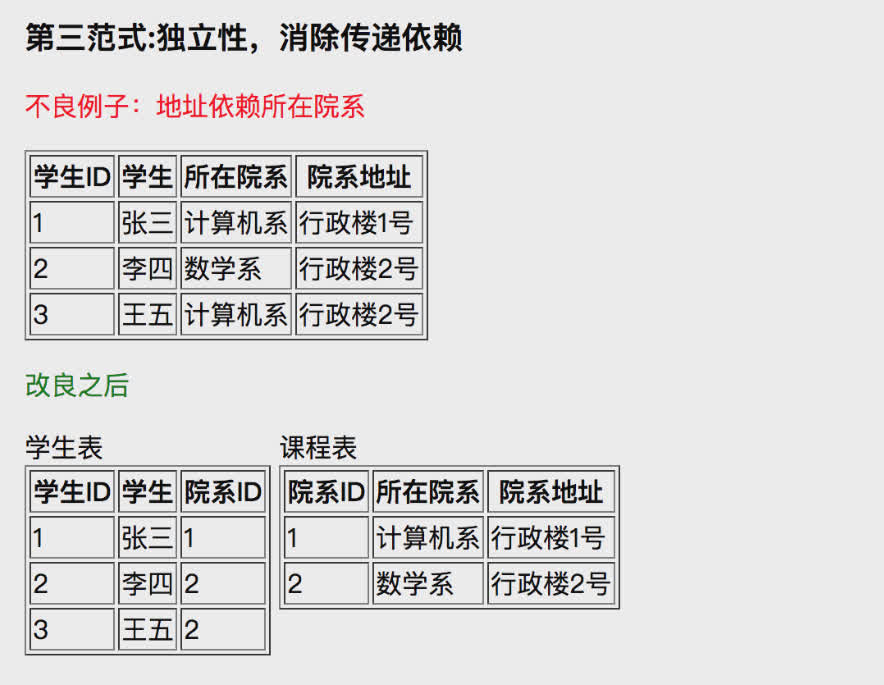 第三范式:独立性，消除传递依赖
不良例子：地址依赖所在院系
学生ID 学生 所在院系 院系地址
1 张三 计算机系 行政楼1号
2 李四 数学系 行政楼2号
3 王五 计算机系 行政楼2号
改良之后
学生表
学生ID 学生 院系ID
1 张三 1
2 李四 2
3 王五 2
课程表
院系ID 所在院系 院系地址
1 计算机系 行政楼1号
2 数学系 行政楼2号